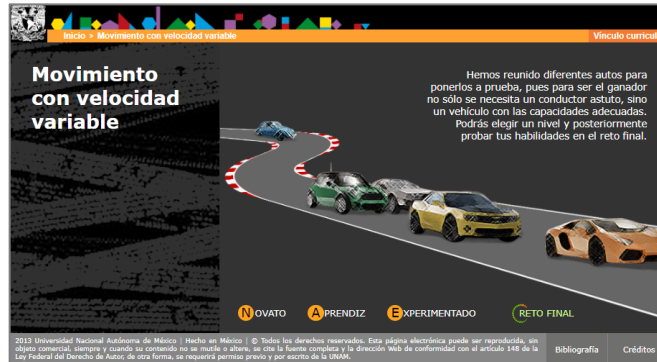 Inicio > Movimiento con velocidad variable
Vínculo curricul
Movimiento
con velocidad
variable
Hemos reunido diferentes autos para
ponerlos a prueba, pues para ser el ganador
no sólo se necesita un conductor astuto, sino
un vehículo con las capacidades adecuadas.
Podrás elegir un nivel y posteriormente
probar tus habilidades en el reto final.
NOVATO
APRENDIZ
EXPERIMENTADO
RETO FINAL
2013 Universidad Nacional Autónoma de México | Hecho en México | © Todos los derechos reservados. Esta página electrónica puede ser reproducida, sin
objeto comercial, siempre y cuando su contenido no se mutile o altere, se cite la fuente completa y la dirección Web de conformidad con el artículo 148 de la
Ley Federal del Derecho de Autor, de otra forma, se requerirá permiso previo y por escrito de la UNAM.
Bibliografía
Créditos